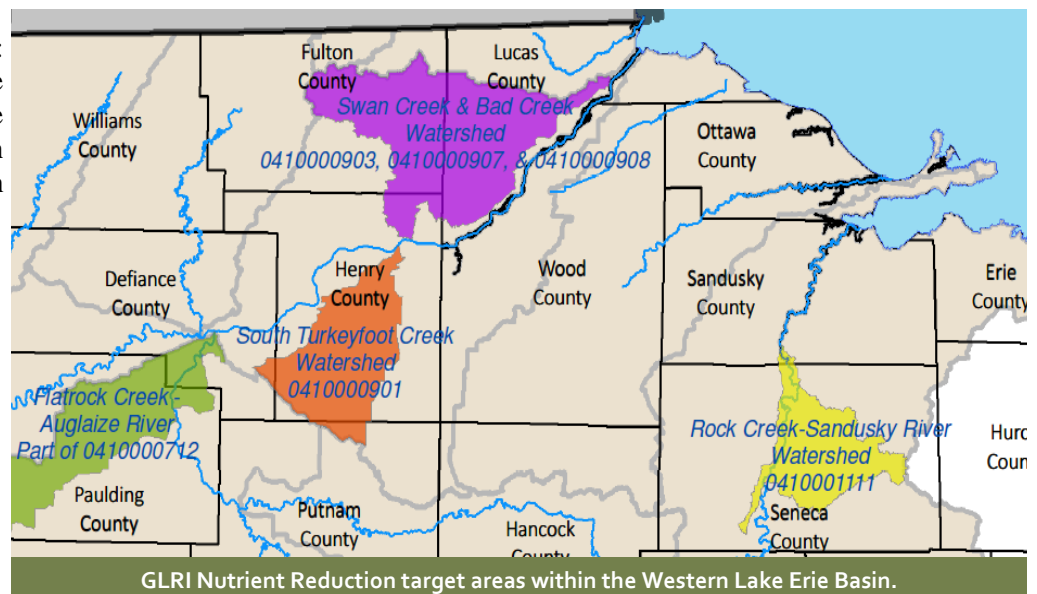 Fulton
County
Lucas
County
Williams
County
Swan Creek & Bad Creek
Watershed
0410000903, 0410000907, & 0410000908
Ottawa
County
Defiance
County
Henry
County
Wood
County
Sandusky
County
Erie
County
South Turkeyfoot Creek
Watershed
0410000901
Flatrock Creek -
Auglaize River
Part of 0410000712
Rock Creek-Sandusky River
Watershed
0410001111
Huro
Coun
Paulding
County
Putnam
County
Hancock
County
Seneca
County
GLRI Nutrient Reduction target areas within the Western Lake Erie Basin.